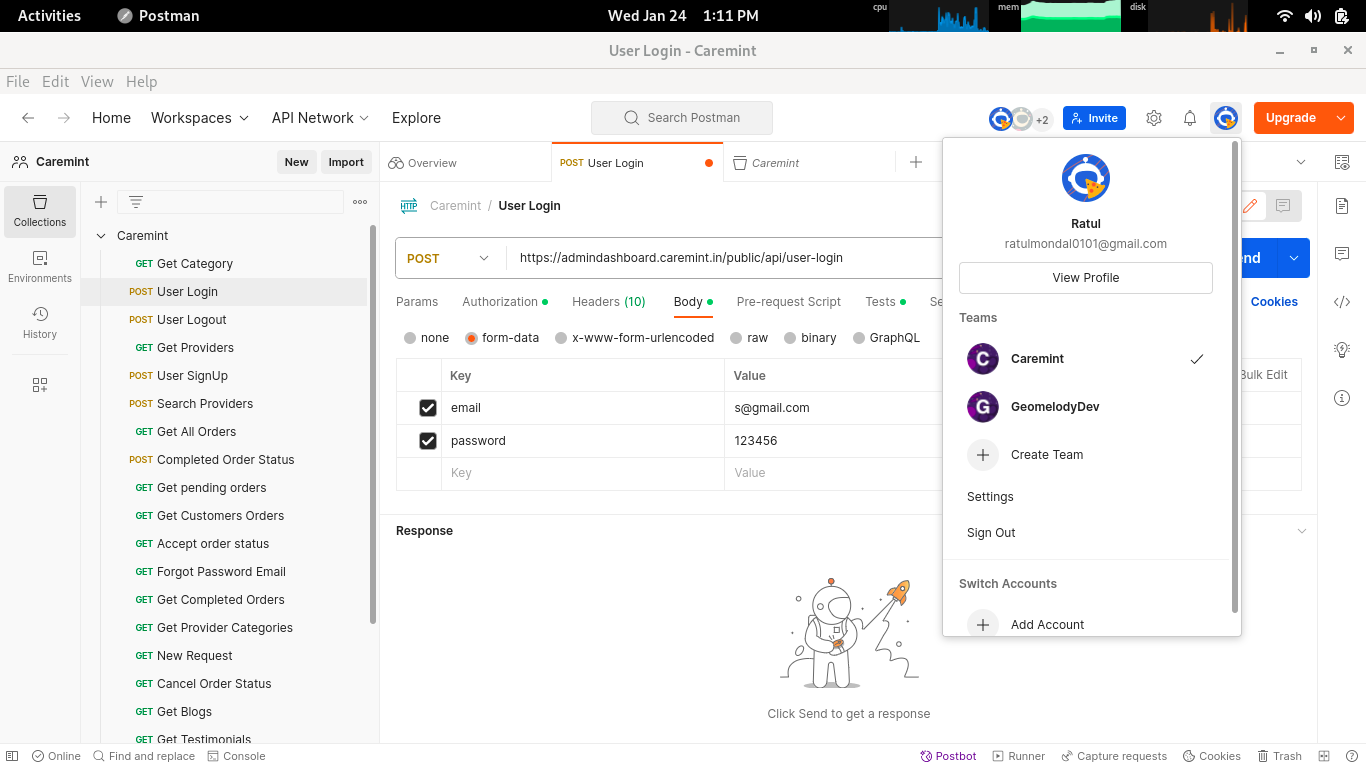 Activities Postman Wed Jan 24 1:11 PM cpu mem disk
User Login - Caremint
File Edit View Help
Home Workspaces API Network Explore Search Postman +2 Invite Upgrade
Caremint New Import Overview POST User Login Caremint
Collections
Environments
History
Caremint
GET Get Category
POST User Login
POST User Logout
GET Get Providers
POST User SignUp
POST Search Providers
GET Get All Orders
POST Completed Order Status
GET Get pending orders
GET Get Customers Orders
GET Accept order status
GET Forgot Password Email
GET Get Completed Orders
GET Get Provider Categories
GET New Request
GET Cancel Order Status
GET Get Blogs
GET Get Testimonials
HTTP Caremint / User Login
POST https://admindashboard.caremint.in/public/api/user-login
Params Authorization Headers (10) Body Pre-request Script Tests Cookies
none form-data x-www-form-urlencoded raw binary GraphQL
Key Value Bulk Edit
email s@gmail.com
password 123456
Key Value
Response
Click Send to get a response
Ratul
ratulmondal0101@gmail.com
View Profile
Teams
C Caremint
G GeomelodyDev
Create Team
Settings
Sign Out
Switch Accounts
Add Account
Online Find and replace Console Postbot Runner Capture requests Cookies Trash